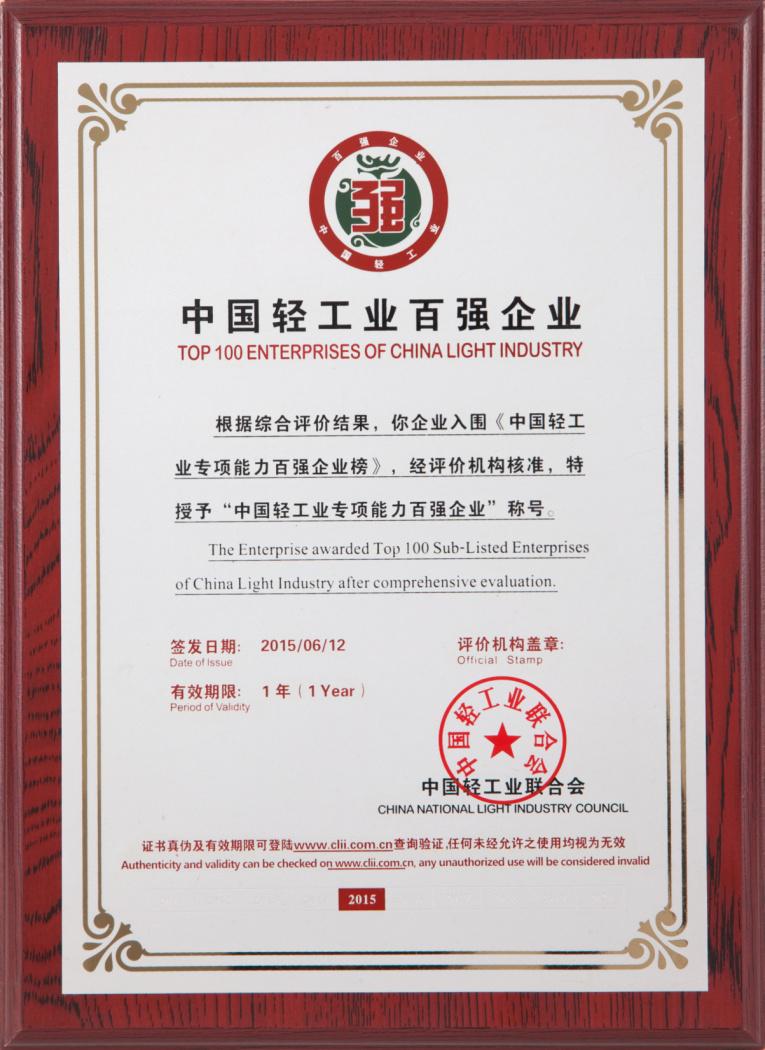 百强企业
强
中国轻工业
中国轻工业百强企业
TOP 100 ENTERPRISES OF CHINA LIGHT INDUSTRY
根据综合评价结果，你企业入围《中国轻工
业专项能力百强企业榜》，经评价机构核准，特
授予“中国轻工业专项能力百强企业”称号。
The Enterprise awarded Top 100 Sub-Listed Enterprises
of China Light Industry after comprehensive evaluation.
签发日期: 2015/06/12
Date of Issue
评价机构盖章:
Official Stamp
有效期限: 1年（1 Year）
Period of Validity
中国轻工业联合会
中国轻工业联合会
CHINA NATIONAL LIGHT INDUSTRY COUNCIL
证书真伪及有效期限可登陆www.clii.com.cn查询验证,任何未经允许之使用均视为无效
Authenticity and validity can be checked on www.clii.com.cn, any unauthorized use will be considered invalid
2015